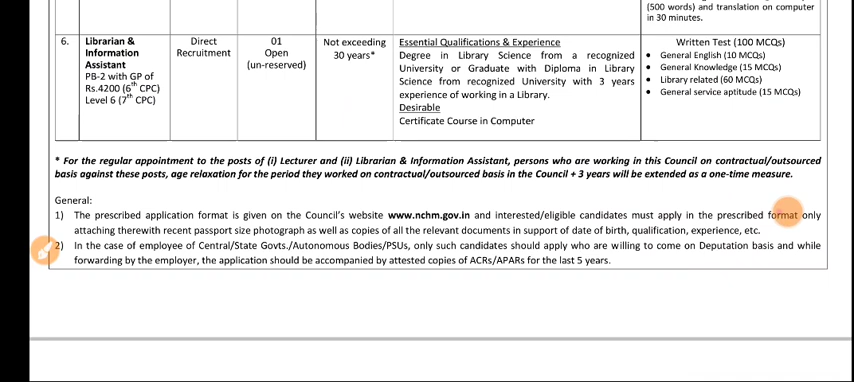 (500 words) and translation on computer
in 30 minutes.
6.
Librarian &
Information
Assistant
PB-2 with GP of
Rs.4200 (6th CPC)
Level 6 (7th CPC)
Direct
Recruitment
01
Open
(un-reserved)
Not exceeding
30 years*
Essential Qualifications & Experience
Degree in Library Science from a recognized
University or Graduate with Diploma in Library
Science from recognized University with 3 years
experience of working in a Library.
Desirable
Certificate Course in Computer
Written Test (100 MCQs)
• General English (10 MCQs)
• General Knowledge (15 MCQs)
• Library related (60 MCQs)
• General service aptitude (15 MCQs)
* For the regular appointment to the posts of (i) Lecturer and (ii) Librarian & Information Assistant, persons who are working in this Council on contractual/outsourced
basis against these posts, age relaxation for the period they worked on contractual/outsourced basis in the Council + 3 years will be extended as a one-time measure.
General:
1) The prescribed application format is given on the Council's website www.nchm.gov.in and interested/eligible candidates must apply in the prescribed format only
attaching therewith recent passport size photograph as well as copies of all the relevant documents in support of date of birth, qualification, experience, etc.
2) In the case of employee of Central/State Govts./Autonomous Bodies/PSUs, only such candidates should apply who are willing to come on Deputation basis and while
forwarding by the employer, the application should be accompanied by attested copies of ACRs/APARs for the last 5 years.